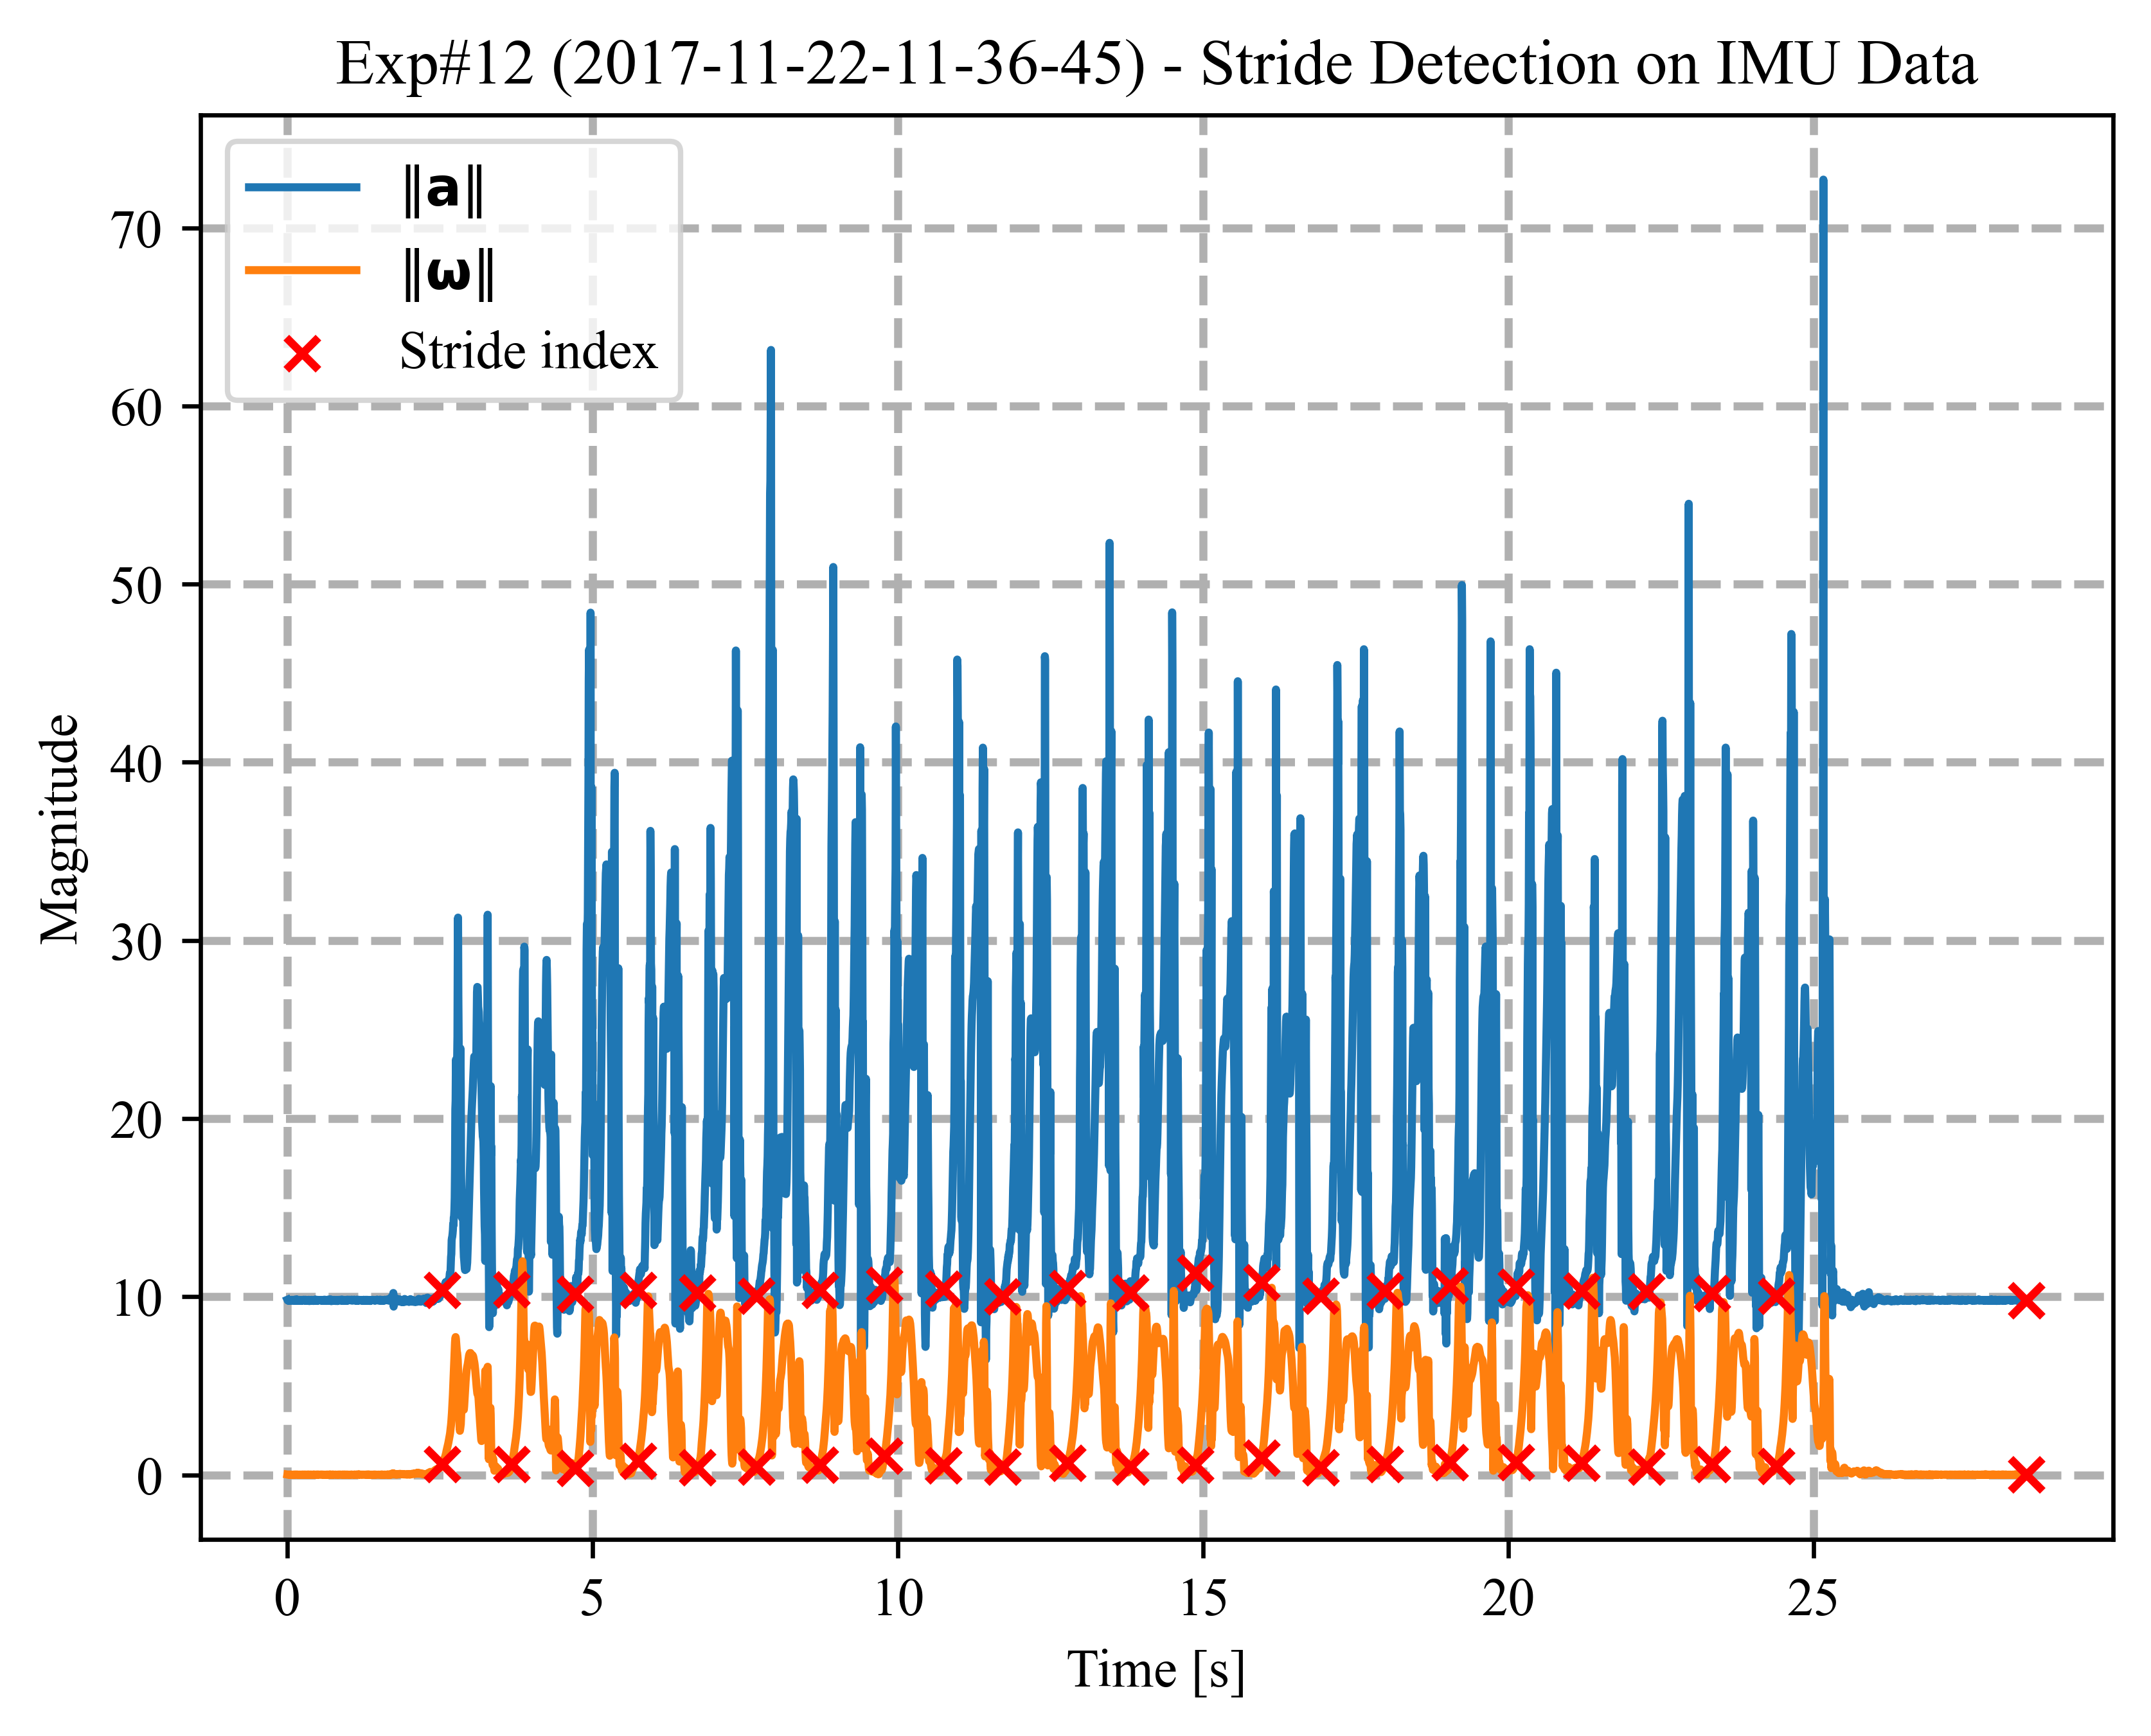 Exp#12 (2017-11-22-11-36-45) - Stride Detection on IMU Data
‖a‖
‖ω‖
Stride index
70
60
50
40
30
20
10
0
Magnitude
0 5 10 15 20 25
Time [s]